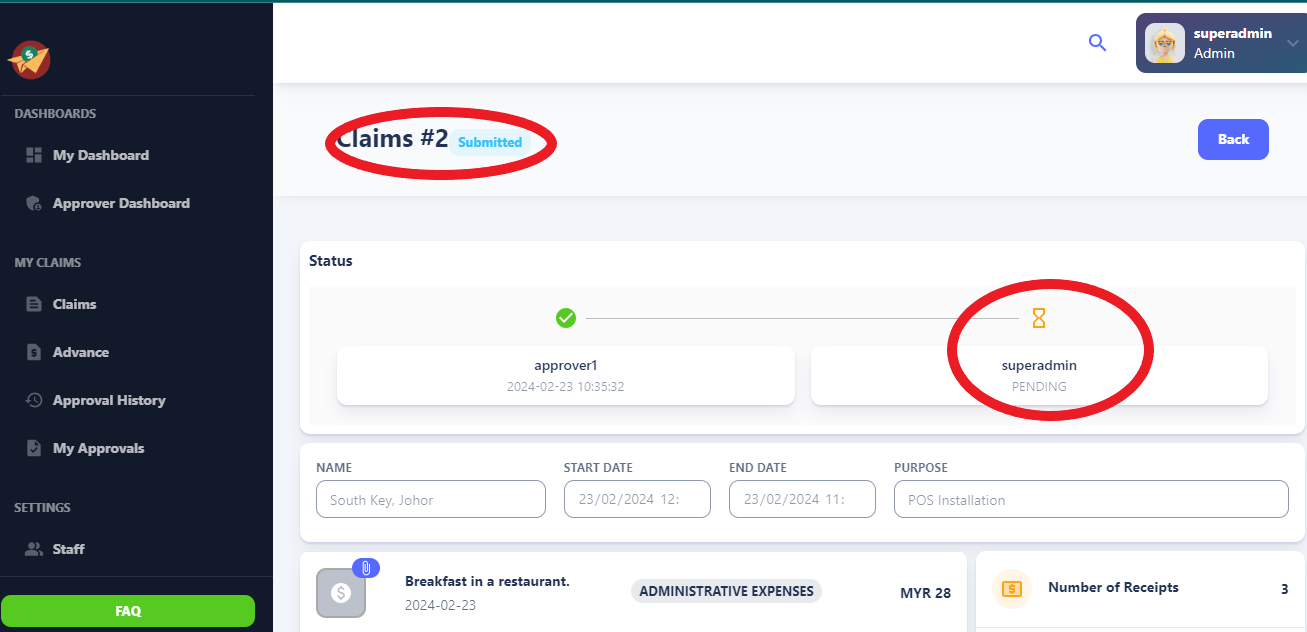 superadmin
Admin
DASHBOARDS
My Dashboard
Approver Dashboard
MY CLAIMS
Claims
Advance
Approval History
My Approvals
SETTINGS
Staff
FAQ
Claims #2 Submitted
Back
Status
approver1
2024-02-23 10:35:32
superadmin
PENDING
NAME START DATE END DATE PURPOSE
South Key, Johor 23/02/2024 12: 23/02/2024 11: POS Installation
Breakfast in a restaurant.
2024-02-23
ADMINISTRATIVE EXPENSES
MYR 28
Number of Receipts 3